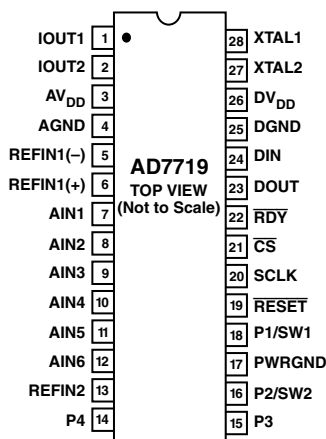 IOUT1 1
IOUT2 2
AVDD 3
AGND 4
REFIN1(–) 5
REFIN1(+) 6
AIN1 7
AIN2 8
AIN3 9
AIN4 10
AIN5 11
AIN6 12
REFIN2 13
P4 14
AD7719
TOP VIEW
(Not to Scale)
28 XTAL1
27 XTAL2
26 DVDD
25 DGND
24 DIN
23 DOUT
22 RDY
21 CS
20 SCLK
19 RESET
18 P1/SW1
17 PWRGND
16 P2/SW2
15 P3